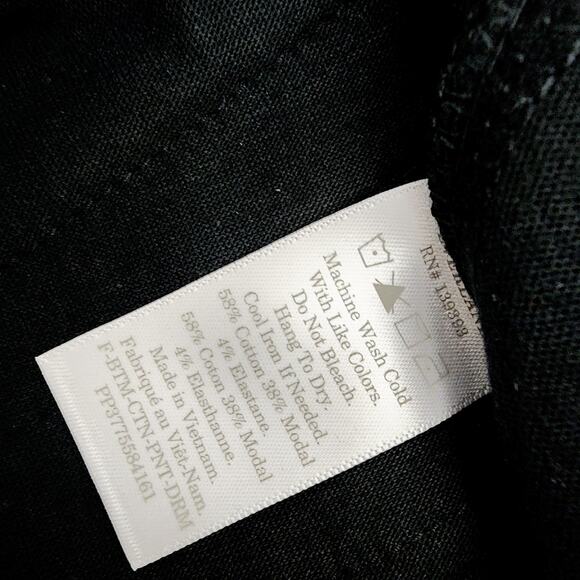 RN# 139398
Machine Wash Cold
With Like Colors.
Do Not Bleach.
Hang To Dry.
Cool Iron If Needed.
58% Cotton 38% Modal
4% Elastane.
58% Coton 38% Modal
4% Elasthanne.
Made in Vietnam.
Fabriqué au Viêt-Nam.
F-BTM-CTN-PNT-DRM
PP3775584161